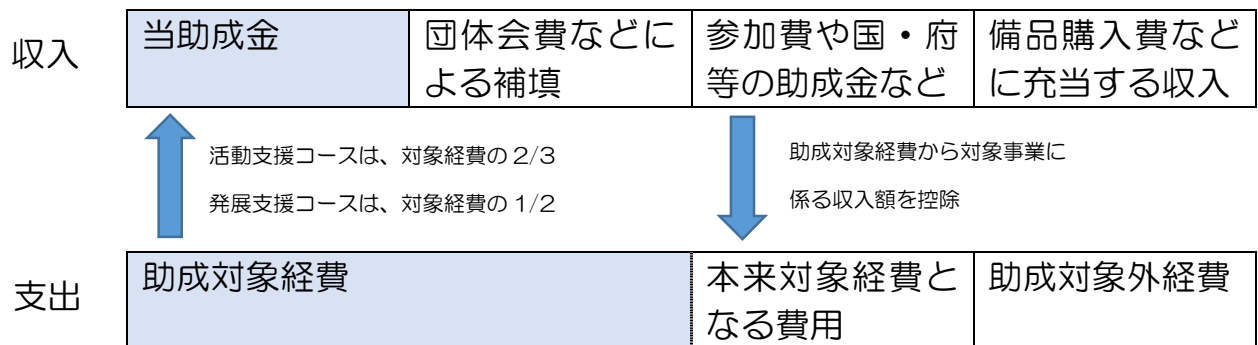 収入
当助成金
団体会費などに
よる補填
参加費や国・府
等の助成金など
備品購入費など
に充当する収入
活動支援コースは、対象経費の 2/3
発展支援コースは、対象経費の 1/2
助成対象経費から対象事業に
係る収入額を控除
支出
助成対象経費
本来対象経費と
なる費用
助成対象外経費